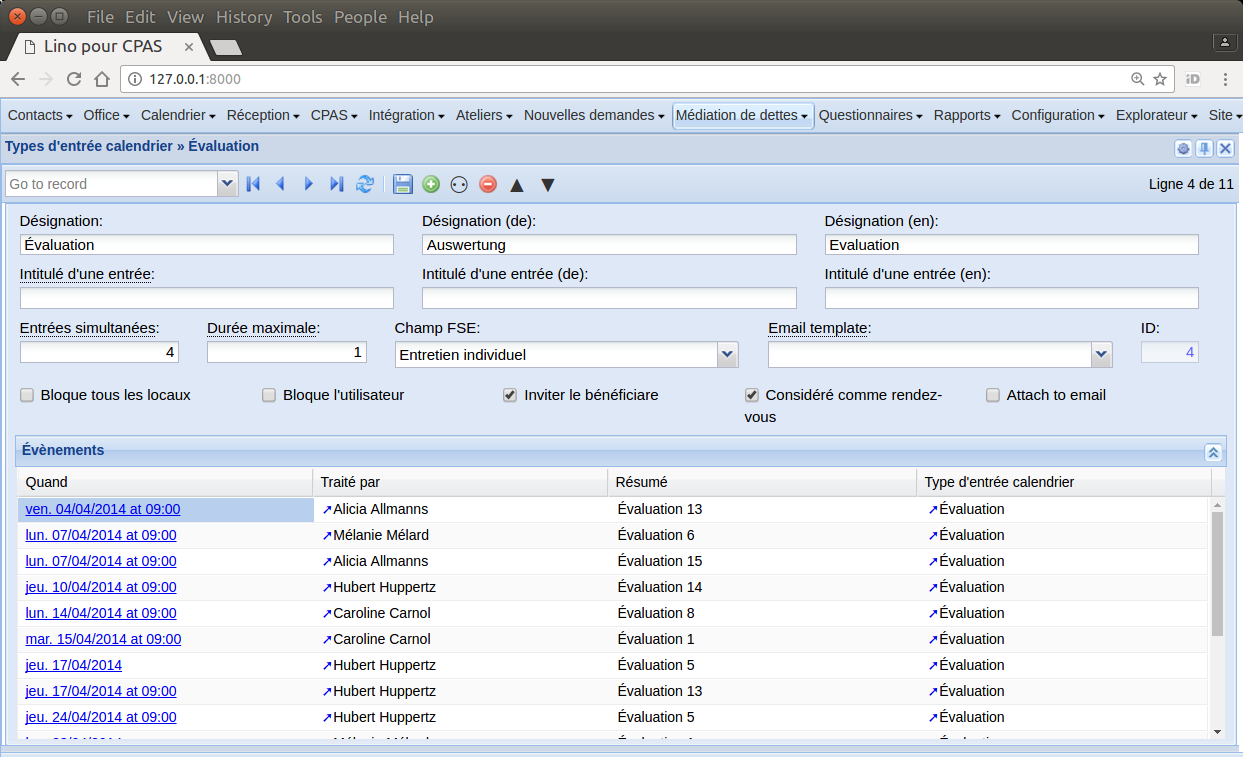 File Edit View History Tools People Help
Lino pour CPAS
127.0.0.1:8000
iD
Contacts Office Calendrier Réception CPAS Intégration Ateliers Nouvelles demandes Médiation de dettes Questionnaires Rapports Configuration Explorateur Site
Types d'entrée calendrier » Évaluation
Go to record
Ligne 4 de 11
Désignation: Désignation (de): Désignation (en):
Évaluation Auswertung Evaluation
Intitulé d'une entrée: Intitulé d'une entrée (de): Intitulé d'une entrée (en):
Entrées simultanées: Durée maximale: Champ FSE: Email template: ID:
4 1 Entretien individuel 4
Bloque tous les locaux Bloque l'utilisateur Inviter le bénéficiaire Considéré comme rendez-vous Attach to email
Évènements
Quand Traité par Résumé Type d'entrée calendrier
ven. 04/04/2014 at 09:00 Alicia Allmanns Évaluation 13 Évaluation
lun. 07/04/2014 at 09:00 Mélanie Mélard Évaluation 6 Évaluation
lun. 07/04/2014 at 09:00 Alicia Allmanns Évaluation 15 Évaluation
jeu. 10/04/2014 at 09:00 Hubert Huppertz Évaluation 14 Évaluation
lun. 14/04/2014 at 09:00 Caroline Carnol Évaluation 8 Évaluation
mar. 15/04/2014 at 09:00 Caroline Carnol Évaluation 1 Évaluation
jeu. 17/04/2014 Hubert Huppertz Évaluation 5 Évaluation
jeu. 17/04/2014 at 09:00 Hubert Huppertz Évaluation 13 Évaluation
jeu. 24/04/2014 at 09:00 Hubert Huppertz Évaluation 5 Évaluation